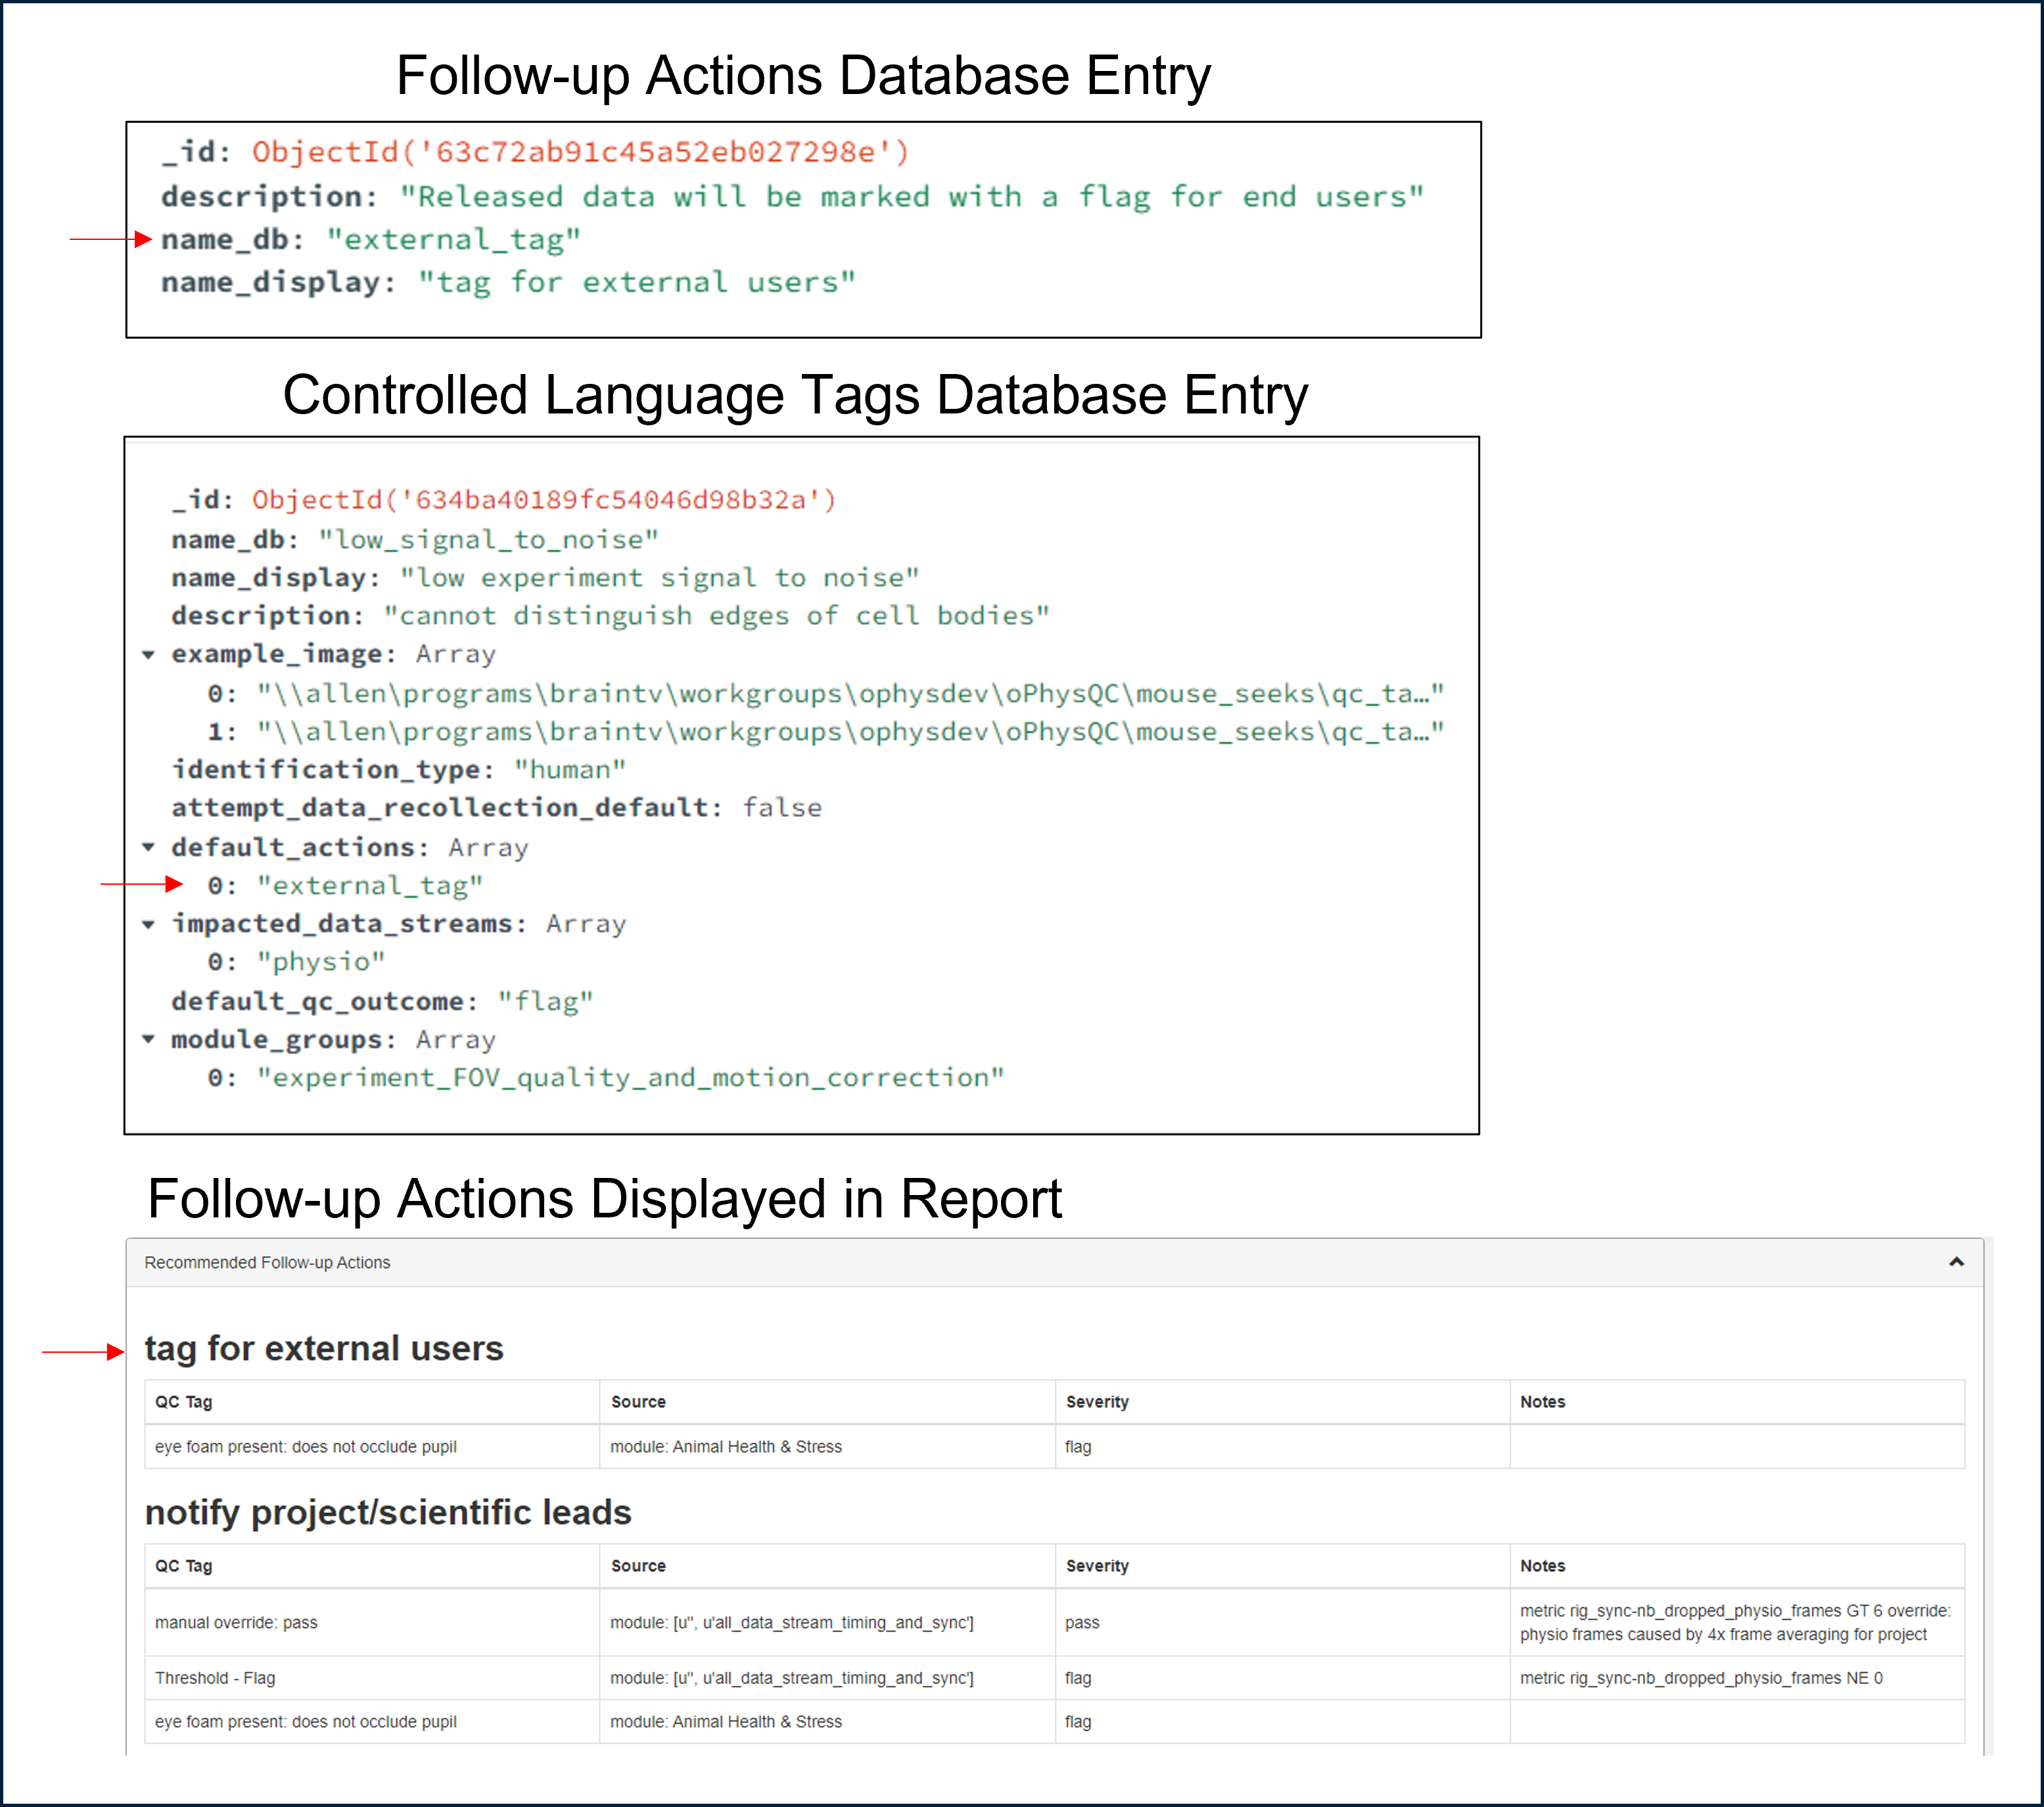 Follow-up Actions Database Entry
_id: ObjectId('63c72ab91c45a52eb027298e')
description: "Released data will be marked with a flag for end users"
name_db: "external_tag"
name_display: "tag for external users"
Controlled Language Tags Database Entry
_id: ObjectId('634ba40189fc54046d98b32a')
name_db: "low_signal_to_noise"
name_display: "low experiment signal to noise"
description: "cannot distinguish edges of cell bodies"
example_image: Array
0: "\\allen\programs\braintv\workgroups\ophysdev\oPhysQC\mouse_seeks\qc_ta…"
1: "\\allen\programs\braintv\workgroups\ophysdev\oPhysQC\mouse_seeks\qc_ta…"
identification_type: "human"
attempt_data_recollection_default: false
default_actions: Array
0: "external_tag"
impacted_data_streams: Array
0: "physio"
default_qc_outcome: "flag"
module_groups: Array
0: "experiment_FOV_quality_and_motion_correction"
Follow-up Actions Displayed in Report
Recommended Follow-up Actions
tag for external users
QC Tag Source Severity Notes
eye foam present: does not occlude pupil module: Animal Health & Stress flag
notify project/scientific leads
QC Tag Source Severity Notes
manual override: pass module: [u'', u'all_data_stream_timing_and_sync'] pass metric rig_sync-nb_dropped_physio_frames GT 6 override:
physio frames caused by 4x frame averaging for project
Threshold - Flag module: [u'', u'all_data_stream_timing_and_sync'] flag metric rig_sync-nb_dropped_physio_frames NE 0
eye foam present: does not occlude pupil module: Animal Health & Stress flag